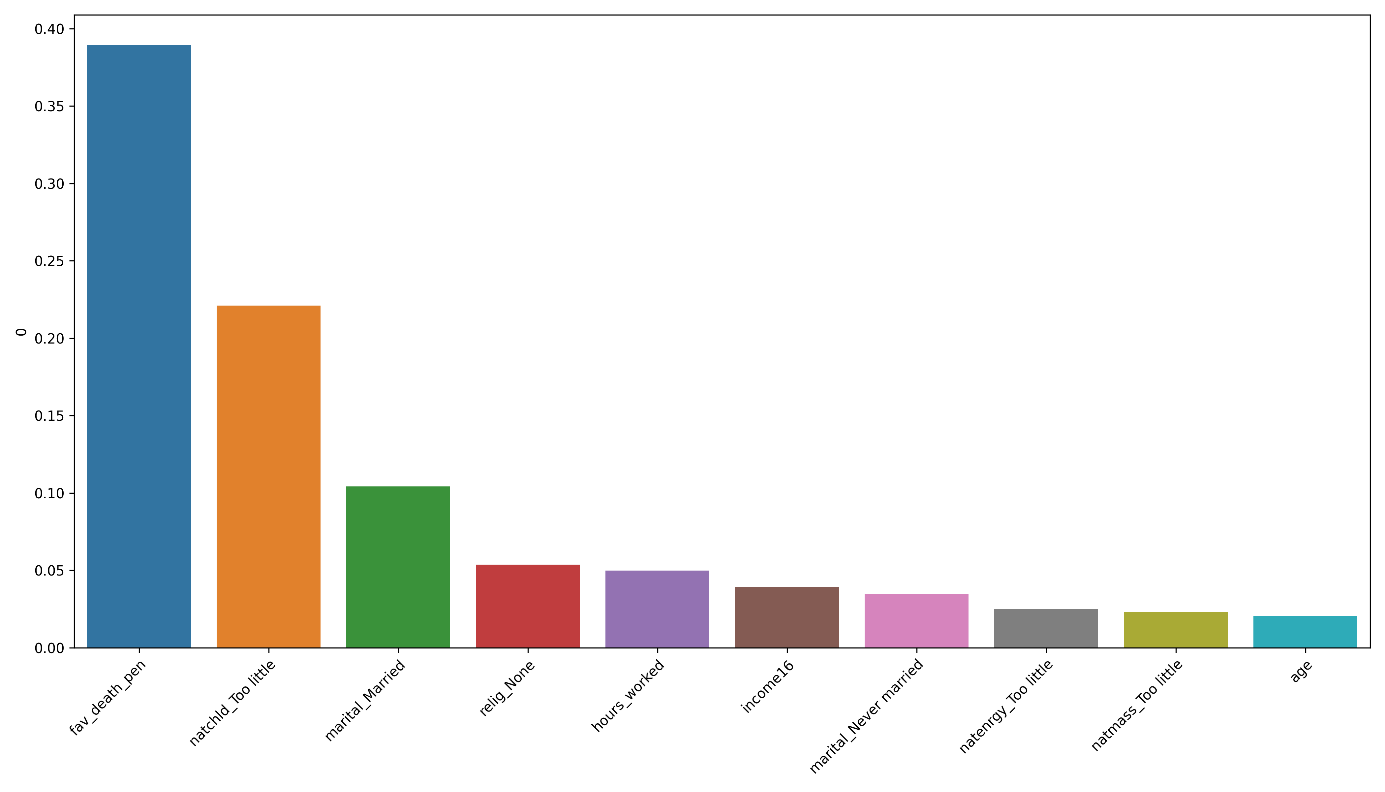 0.40
0.35
0.30
0.25
0.20
0.15
0.10
0.05
0.00
0
fav_death_pen
natchld_Too little
marital_Married
relig_None
hours_worked
income16
marital_Never married
natenrgy_Too little
natmass_Too little
age